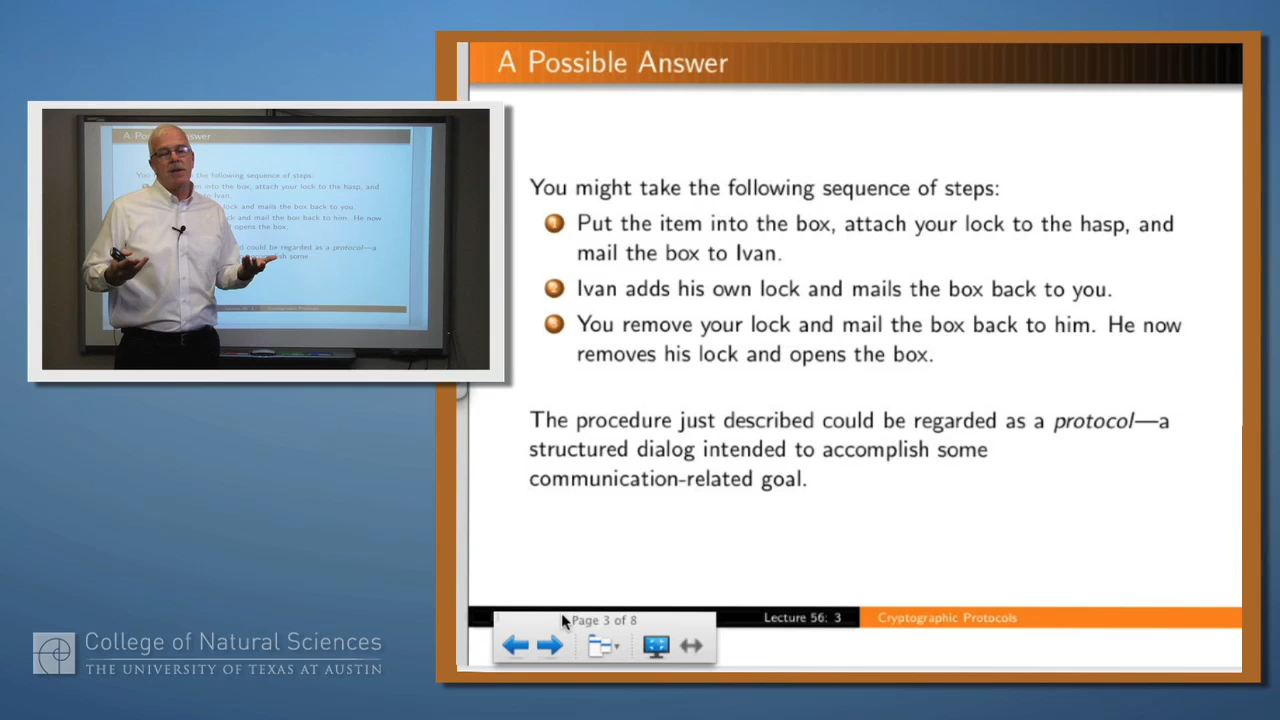 A Possible Answer
You might take the following sequence of steps:
1 Put the item into the box, attach your lock to the hasp, and
mail the box to Ivan.
2 Ivan adds his own lock and mails the box back to you.
3 You remove your lock and mail the box back to him. He now
removes his lock and opens the box.
The procedure just described could be regarded as a protocol—a
structured dialog intended to accomplish some
communication-related goal.
Page 3 of 8
Lecture 56: 3
Cryptographic Protocols
College of Natural Sciences
THE UNIVERSITY OF TEXAS AT AUSTIN